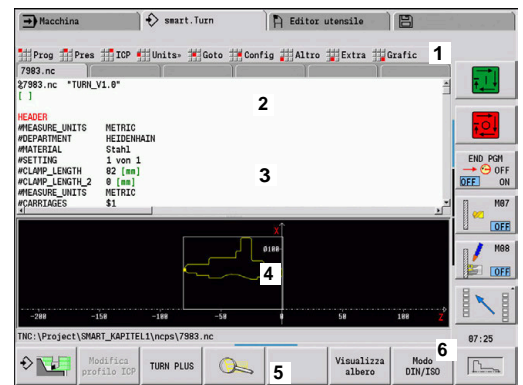 Macchina
smart.Turn
Editor utensile
Prog Pres ICP Units» Goto Config Altro Extra Grafic 1
7983.nc
27983.nc "TURN_V1.0"
[ ]
2
HEADER
#MEASURE_UNITS METRIC
#DEPARTMENT HEIDENHAIN
#MATERIAL Stahl
#SETTING 1 von 1
#CLAMP_LENGTH 82 [mm]
3
#CLAMP_LENGTH_2 0 [mm]
#MEASURE_UNITS METRIC
#CARRIAGES $1
END PGM
OFF
OFF ON
M07
OFF
M08
OFF
X
Ø100
4
-200 -150 -100 0 50 100 Z
TNC:\Project\SMART_KAPITEL1\ncps\7983.nc
07:25
Modifica
profilo ICP
TURN PLUS
5
Visualizza
albero
Modo
DIN/ISO
6